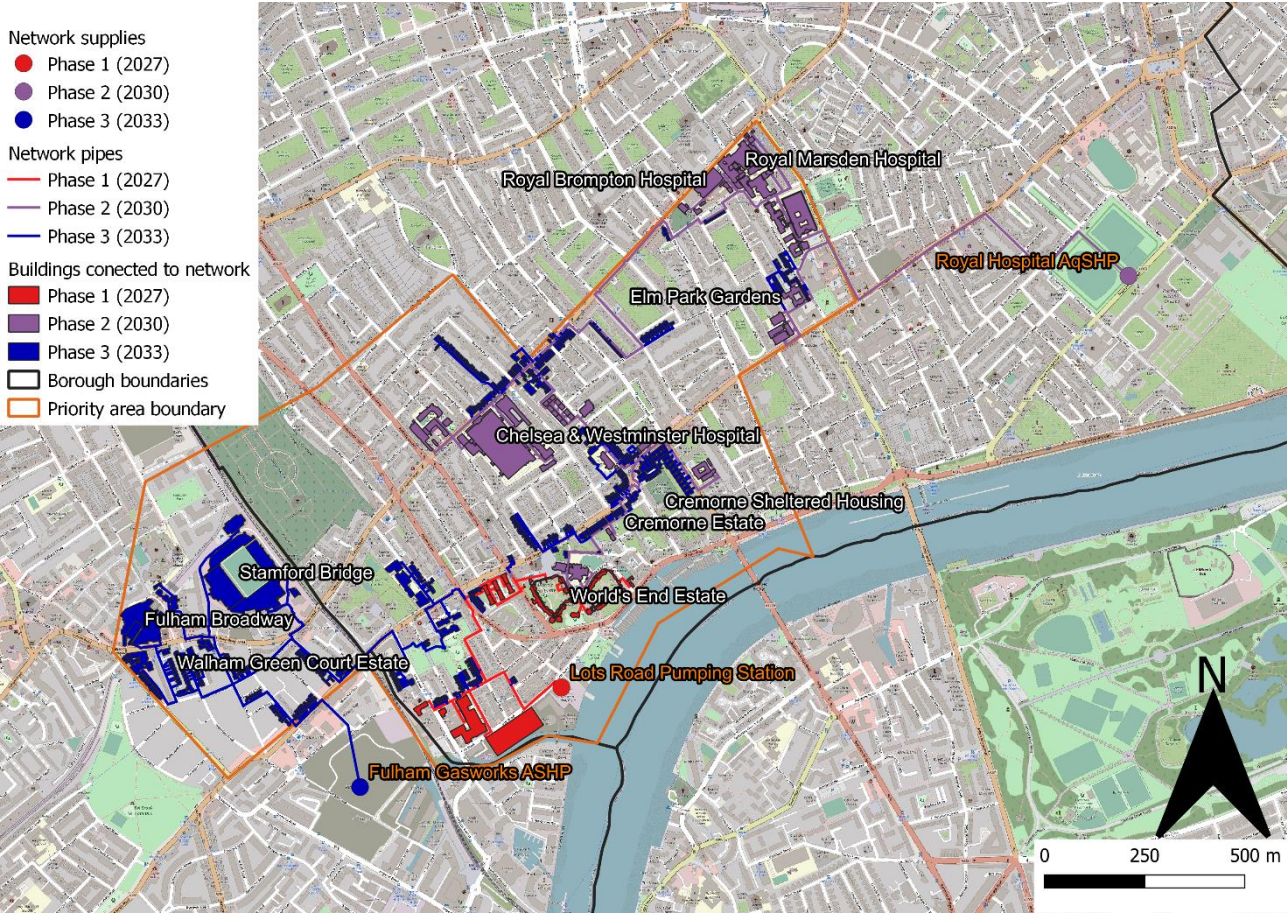 Network supplies
Phase 1 (2027)
Phase 2 (2030)
Phase 3 (2033)
Network pipes
Phase 1 (2027)
Phase 2 (2030)
Phase 3 (2033)
Buildings conected to network
Phase 1 (2027)
Phase 2 (2030)
Phase 3 (2033)
Borough boundaries
Priority area boundary
Royal Marsden Hospital
Royal Brompton Hospital
Royal Hospital AqSHP
Elm Park Gardens
Chelsea & Westminster Hospital
Cremorne Sheltered Housing
Cremorne Estate
Stamford Bridge
World's End Estate
Fulham Broadway
Walham Green Court Estate
Lots Road Pumping Station
Fulham Gasworks ASHP
N
0 250 500 m